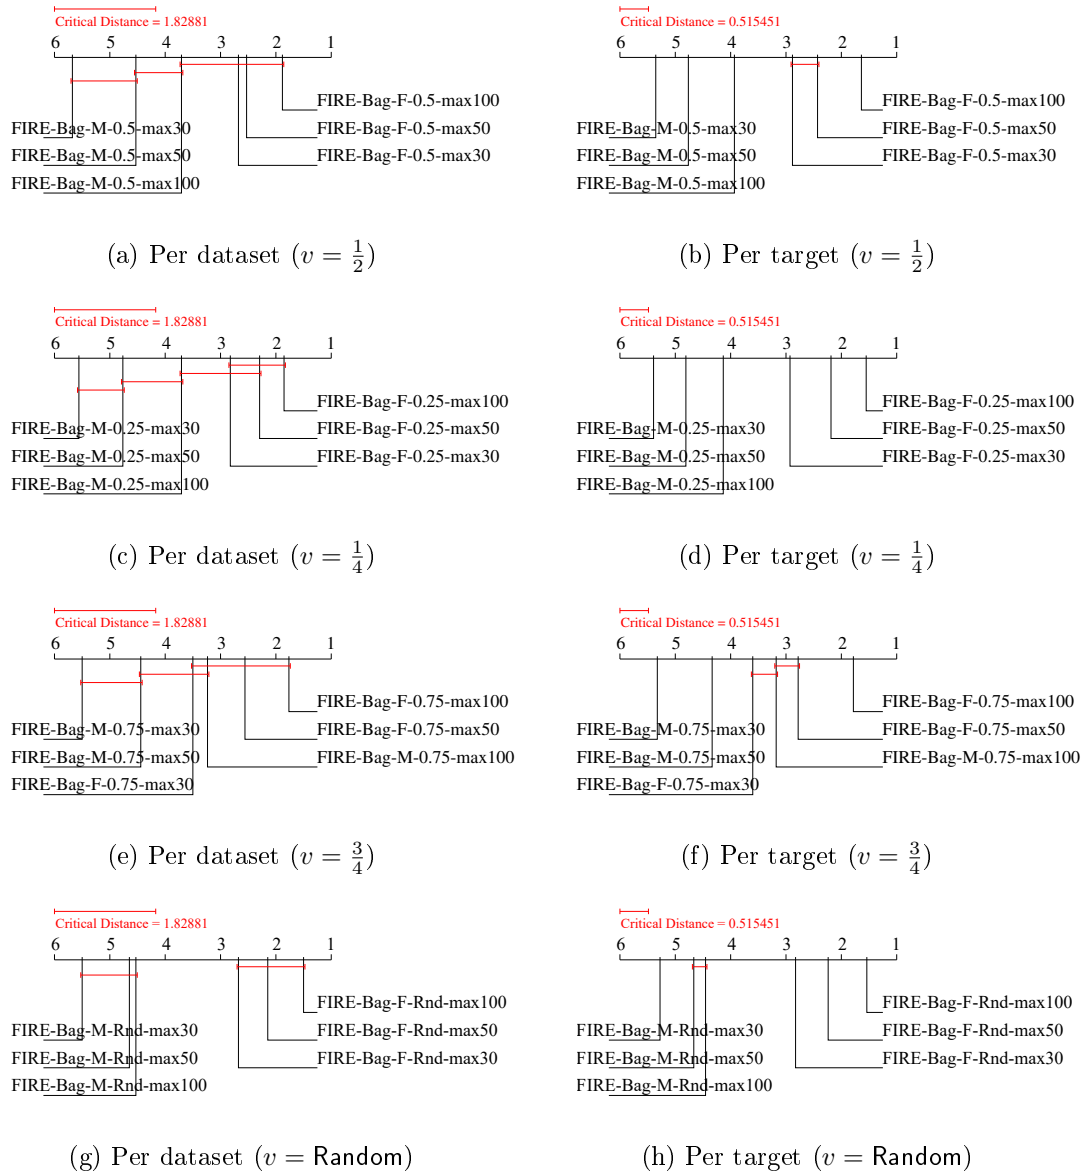 Critical Distance = 1.82881
6 5 4 3 2 1
FIRE-Bag-F-0.5-max100
FIRE-Bag-M-0.5-max30 FIRE-Bag-F-0.5-max50
FIRE-Bag-M-0.5-max50 FIRE-Bag-F-0.5-max30
FIRE-Bag-M-0.5-max100
(a) Per dataset (v = 1/2)
Critical Distance = 0.515451
6 5 4 3 2 1
FIRE-Bag-F-0.5-max100
FIRE-Bag-M-0.5-max30 FIRE-Bag-F-0.5-max50
FIRE-Bag-M-0.5-max50 FIRE-Bag-F-0.5-max30
FIRE-Bag-M-0.5-max100
(b) Per target (v = 1/2)
Critical Distance = 1.82881
6 5 4 3 2 1
FIRE-Bag-F-0.25-max100
FIRE-Bag-M-0.25-max30 FIRE-Bag-F-0.25-max50
FIRE-Bag-M-0.25-max50 FIRE-Bag-F-0.25-max30
FIRE-Bag-M-0.25-max100
(c) Per dataset (v = 1/4)
Critical Distance = 0.515451
6 5 4 3 2 1
FIRE-Bag-F-0.25-max100
FIRE-Bag-M-0.25-max30 FIRE-Bag-F-0.25-max50
FIRE-Bag-M-0.25-max50 FIRE-Bag-F-0.25-max30
FIRE-Bag-M-0.25-max100
(d) Per target (v = 1/4)
Critical Distance = 1.82881
6 5 4 3 2 1
FIRE-Bag-F-0.75-max100
FIRE-Bag-M-0.75-max30 FIRE-Bag-F-0.75-max50
FIRE-Bag-M-0.75-max50 FIRE-Bag-M-0.75-max100
FIRE-Bag-F-0.75-max30
(e) Per dataset (v = 3/4)
Critical Distance = 0.515451
6 5 4 3 2 1
FIRE-Bag-F-0.75-max100
FIRE-Bag-M-0.75-max30 FIRE-Bag-F-0.75-max50
FIRE-Bag-M-0.75-max50 FIRE-Bag-M-0.75-max100
FIRE-Bag-F-0.75-max30
(f) Per target (v = 3/4)
Critical Distance = 1.82881
6 5 4 3 2 1
FIRE-Bag-F-Rnd-max100
FIRE-Bag-M-Rnd-max30 FIRE-Bag-F-Rnd-max50
FIRE-Bag-M-Rnd-max50 FIRE-Bag-F-Rnd-max30
FIRE-Bag-M-Rnd-max100
(g) Per dataset (v = Random)
Critical Distance = 0.515451
6 5 4 3 2 1
FIRE-Bag-F-Rnd-max100
FIRE-Bag-M-Rnd-max30 FIRE-Bag-F-Rnd-max50
FIRE-Bag-M-Rnd-max50 FIRE-Bag-F-Rnd-max30
FIRE-Bag-M-Rnd-max100
(h) Per target (v = Random)